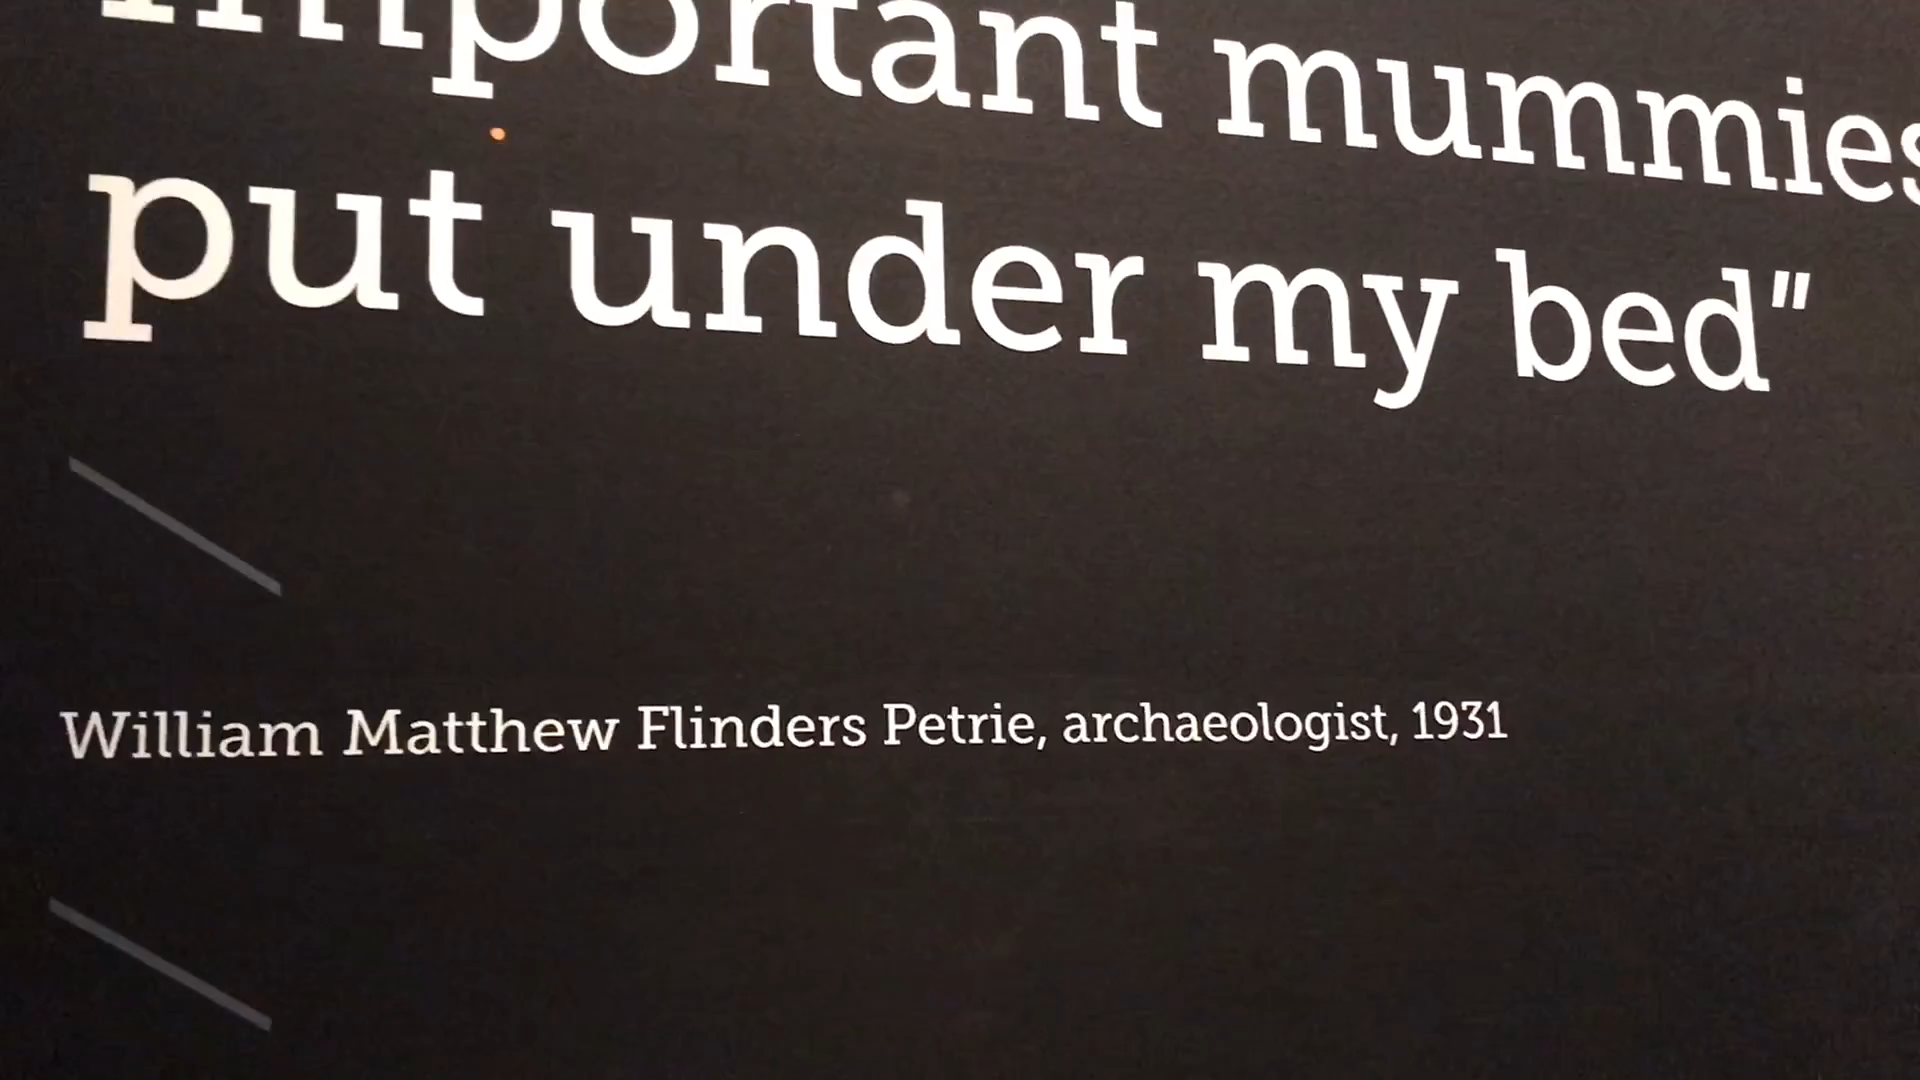 important mummies
put under my bed"
William Matthew Flinders Petrie, archaeologist, 1931